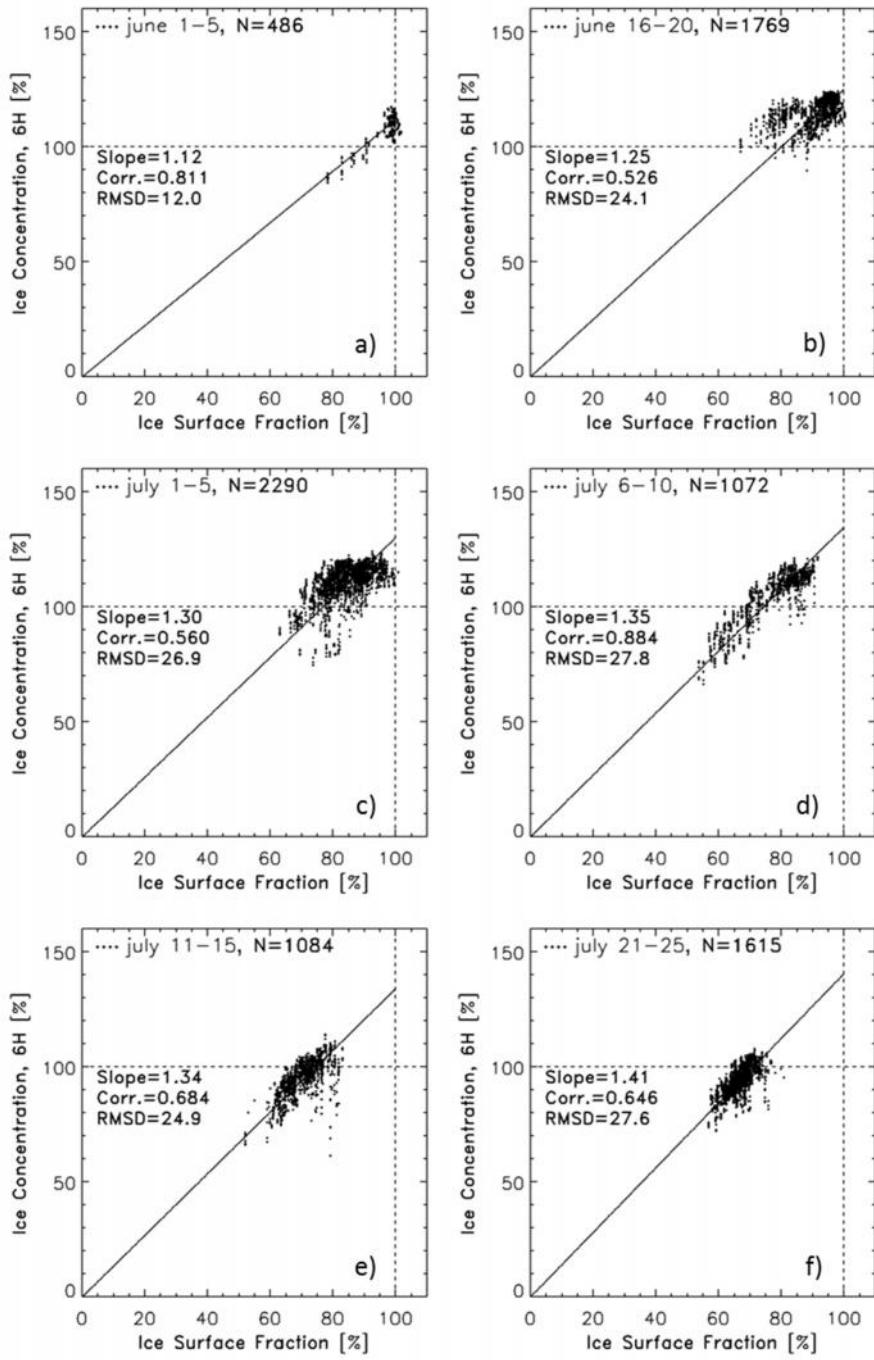 june 1-5, N=486
150
100
50
0
Slope=1.12
Corr.=0.811
RMSD=12.0
a)
0 20 40 60 80 100
Ice Surface Fraction [%]
Ice Concentration, 6H [%]
june 16-20, N=1769
150
100
50
0
Slope=1.25
Corr.=0.526
RMSD=24.1
b)
0 20 40 60 80 100
Ice Surface Fraction [%]
Ice Concentration, 6H [%]
july 1-5, N=2290
150
100
50
0
Slope=1.30
Corr.=0.560
RMSD=26.9
c)
0 20 40 60 80 100
Ice Surface Fraction [%]
Ice Concentration, 6H [%]
july 6-10, N=1072
150
100
50
0
Slope=1.35
Corr.=0.884
RMSD=27.8
d)
0 20 40 60 80 100
Ice Surface Fraction [%]
Ice Concentration, 6H [%]
july 11-15, N=1084
150
100
50
0
Slope=1.34
Corr.=0.684
RMSD=24.9
e)
0 20 40 60 80 100
Ice Surface Fraction [%]
Ice Concentration, 6H [%]
july 21-25, N=1615
150
100
50
0
Slope=1.41
Corr.=0.646
RMSD=27.6
f)
0 20 40 60 80 100
Ice Surface Fraction [%]
Ice Concentration, 6H [%]